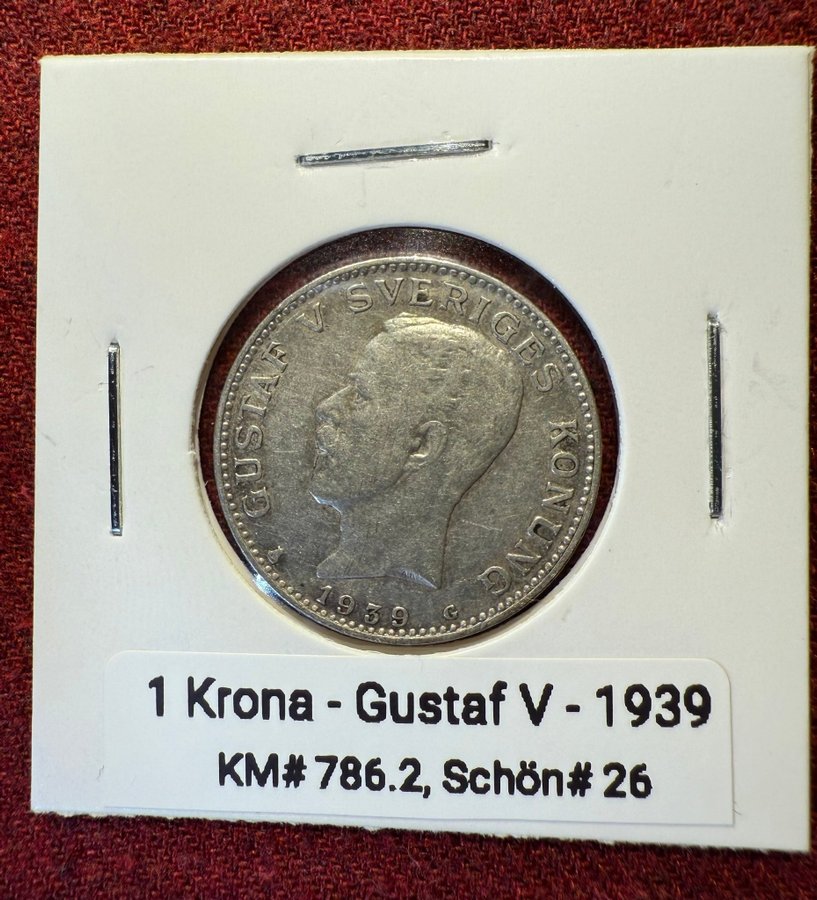 GUSTAF V SVERIGES KONUNG
1939 G
1 Krona - Gustaf V - 1939
KM# 786.2, Schön# 26